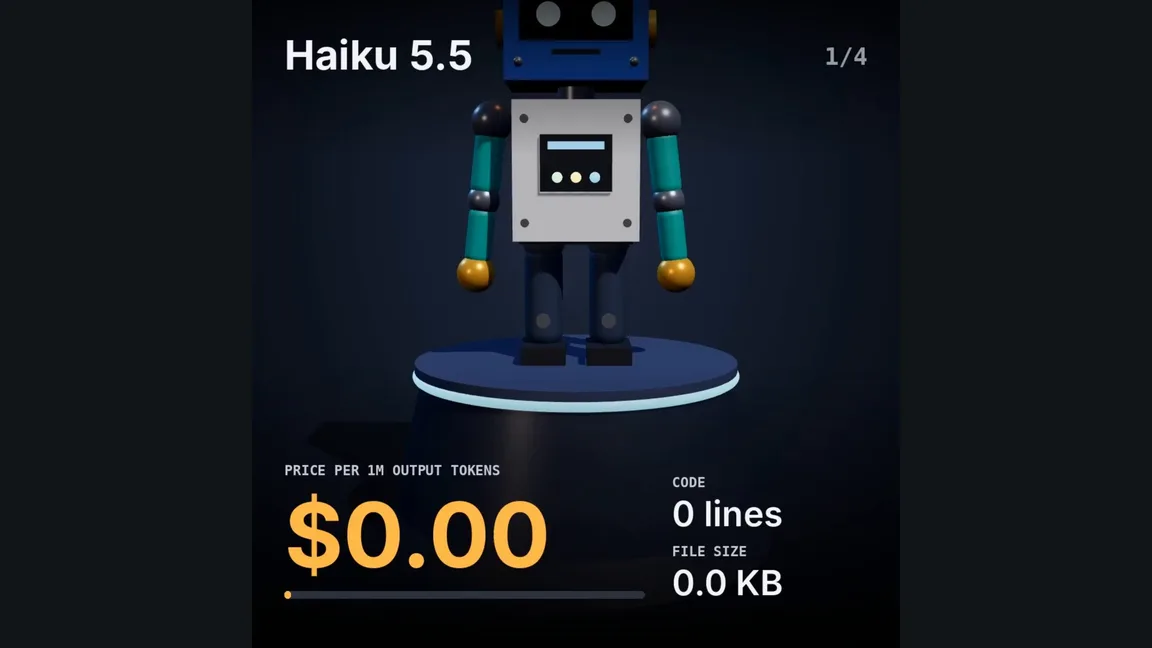 Haiku 5.5
1/4
PRICE PER 1M OUTPUT TOKENS
$0.00
CODE
0 lines
FILE SIZE
0.0 KB